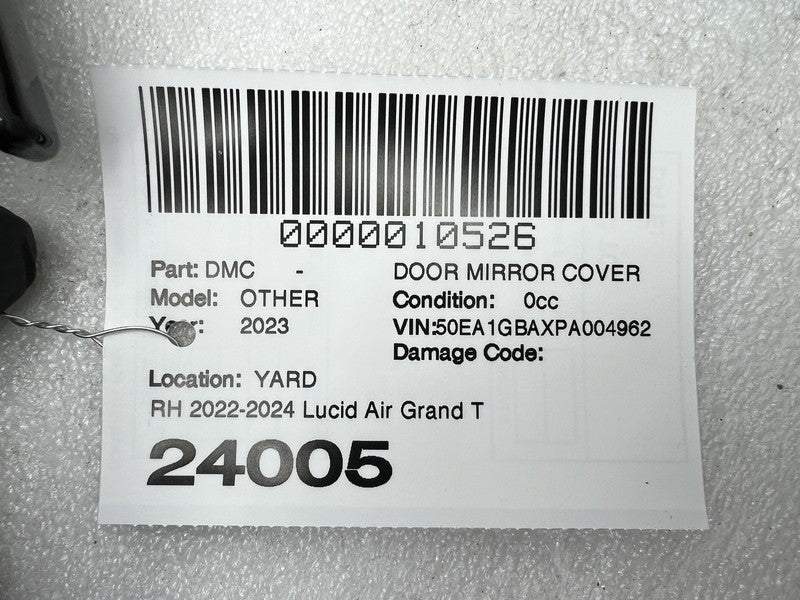 0000010526
Part: DMC - DOOR MIRROR COVER
Model: OTHER Condition: 0cc
Year: 2023 VIN:50EA1GBAXPA004962
Damage Code:
Location: YARD
RH 2022-2024 Lucid Air Grand T
24005